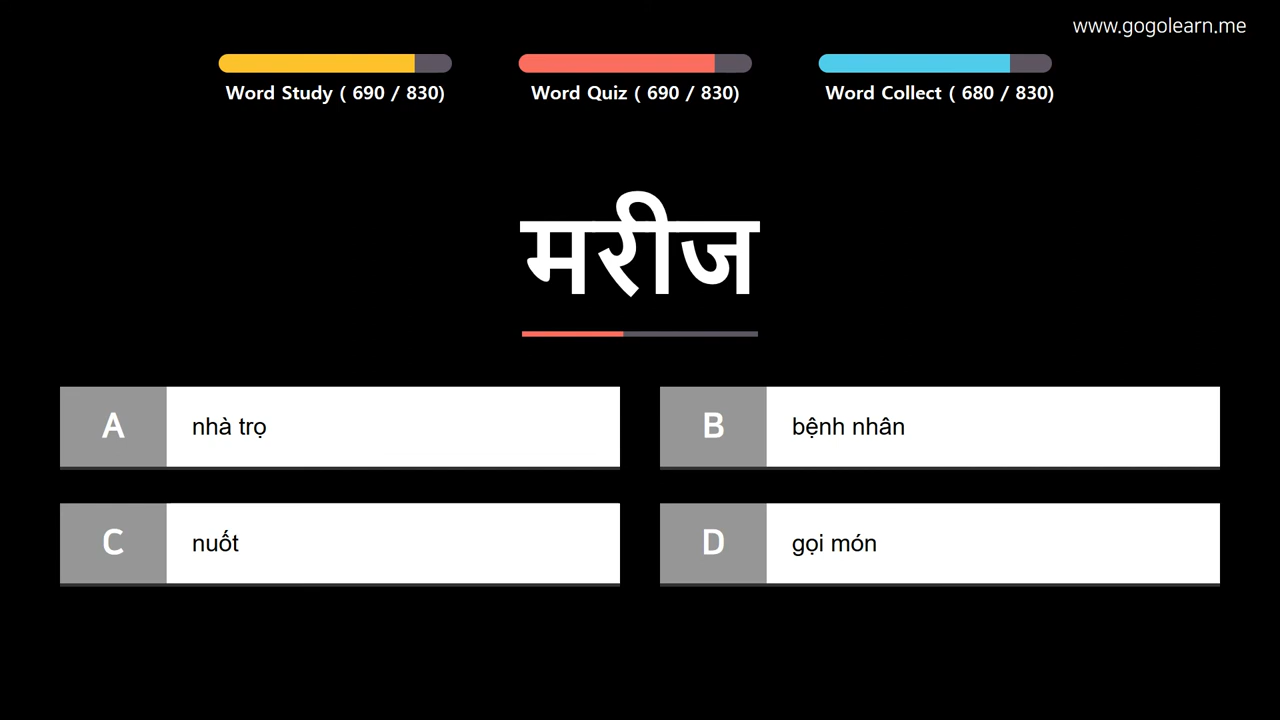 www.gogolearn.me
Word Study ( 690 / 830)
Word Quiz ( 690 / 830)
Word Collect ( 680 / 830)
मरीज
A nhà trọ
B bệnh nhân
C nuốt
D gọi món